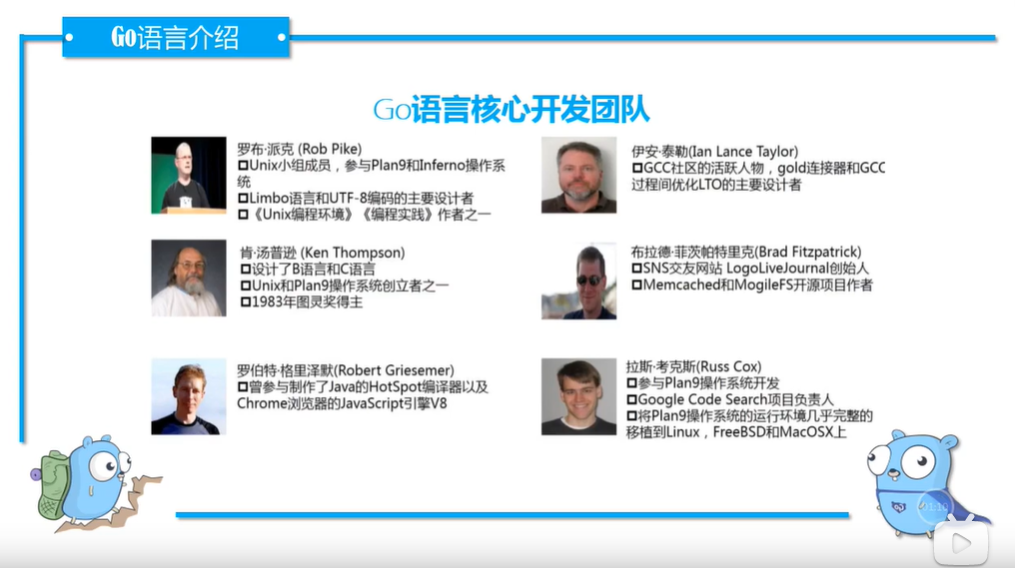 Go语言介绍
Go语言核心开发团队
罗布·派克 (Rob Pike)
❑Unix小组成员，参与Plan9和Inferno操作系
统
❑Limbo语言和UTF-8编码的主要设计者
❑《Unix编程环境》《编程实践》作者之一
肯·汤普逊 (Ken Thompson)
❑设计了B语言和C语言
❑Unix和Plan9操作系统创立者之一
❑1983年图灵奖得主
罗伯特·格里泽默(Robert Griesemer)
❑曾参与制作了Java的HotSpot编译器以及
Chrome浏览器的JavaScript引擎V8
伊安·泰勒(Ian Lance Taylor)
❑GCC社区的活跃人物，gold连接器和GCC
过程间优化LTO的主要设计者
布拉德·菲茨帕特里克(Brad Fitzpatrick)
❑SNS交友网站 LogoLiveJournal创始人
❑Memcached和MogileFS开源项目作者
拉斯·考克斯(Russ Cox)
❑参与Plan9操作系统开发
❑Google Code Search项目负责人
❑将Plan9操作系统的运行环境几乎完整的
移植到Linux，FreeBSD和MacOSX上